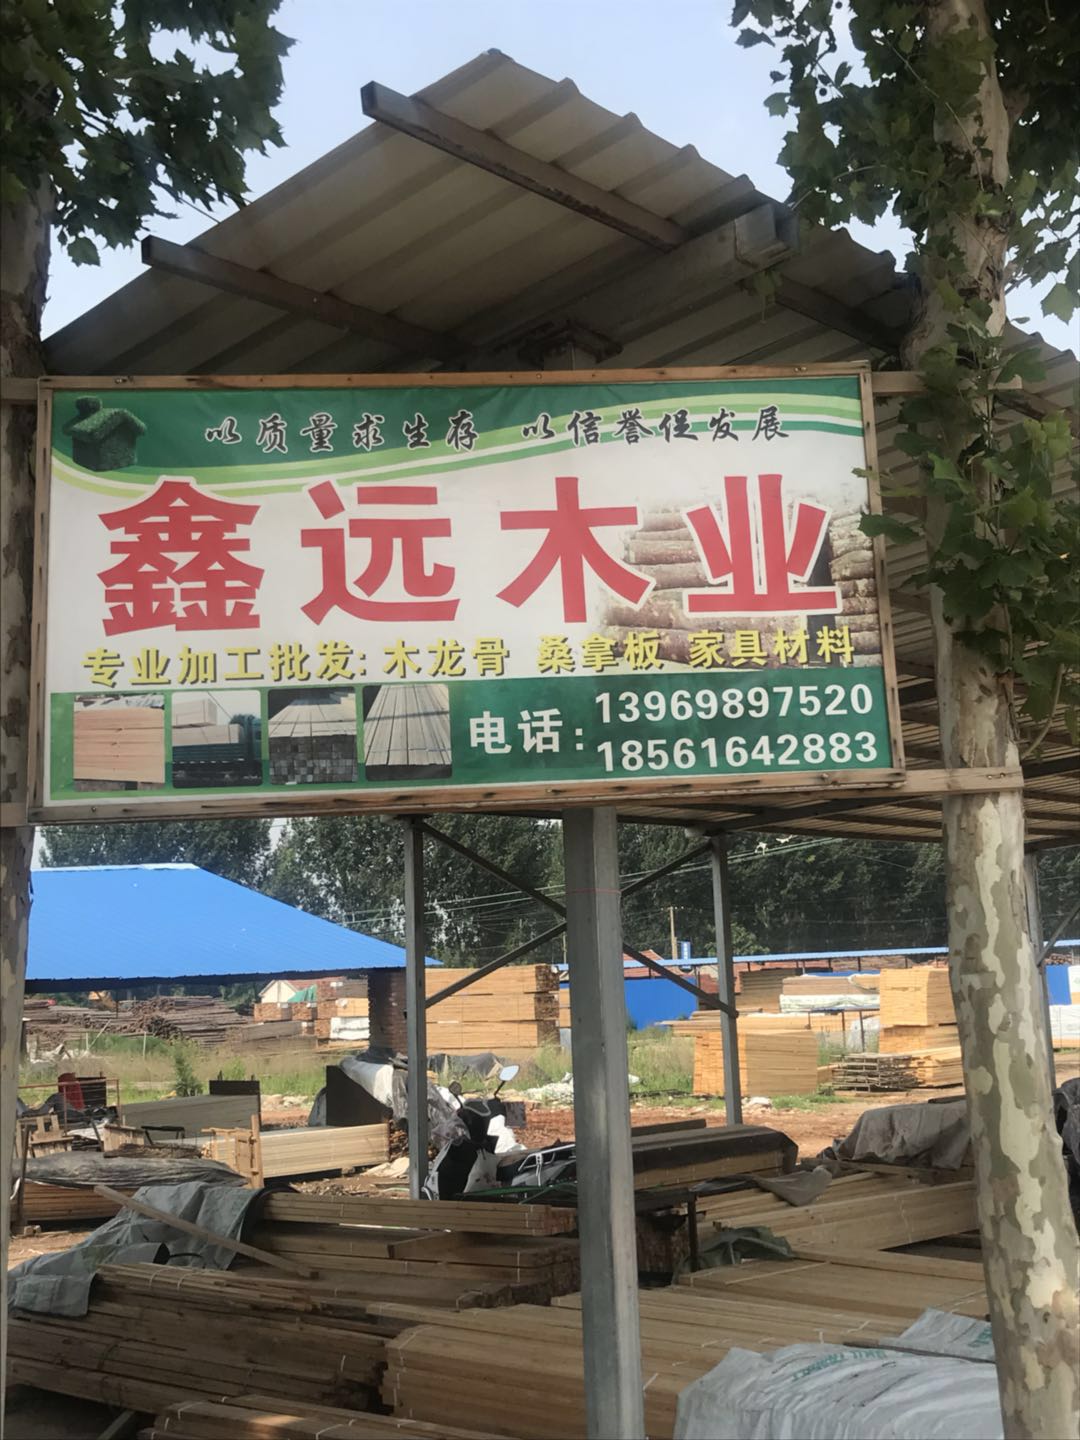 以质量求生存 以信誉促发展
鑫远木业
专业加工批发:木龙骨 桑拿板 家具材料
电话: 13969897520
18561642883